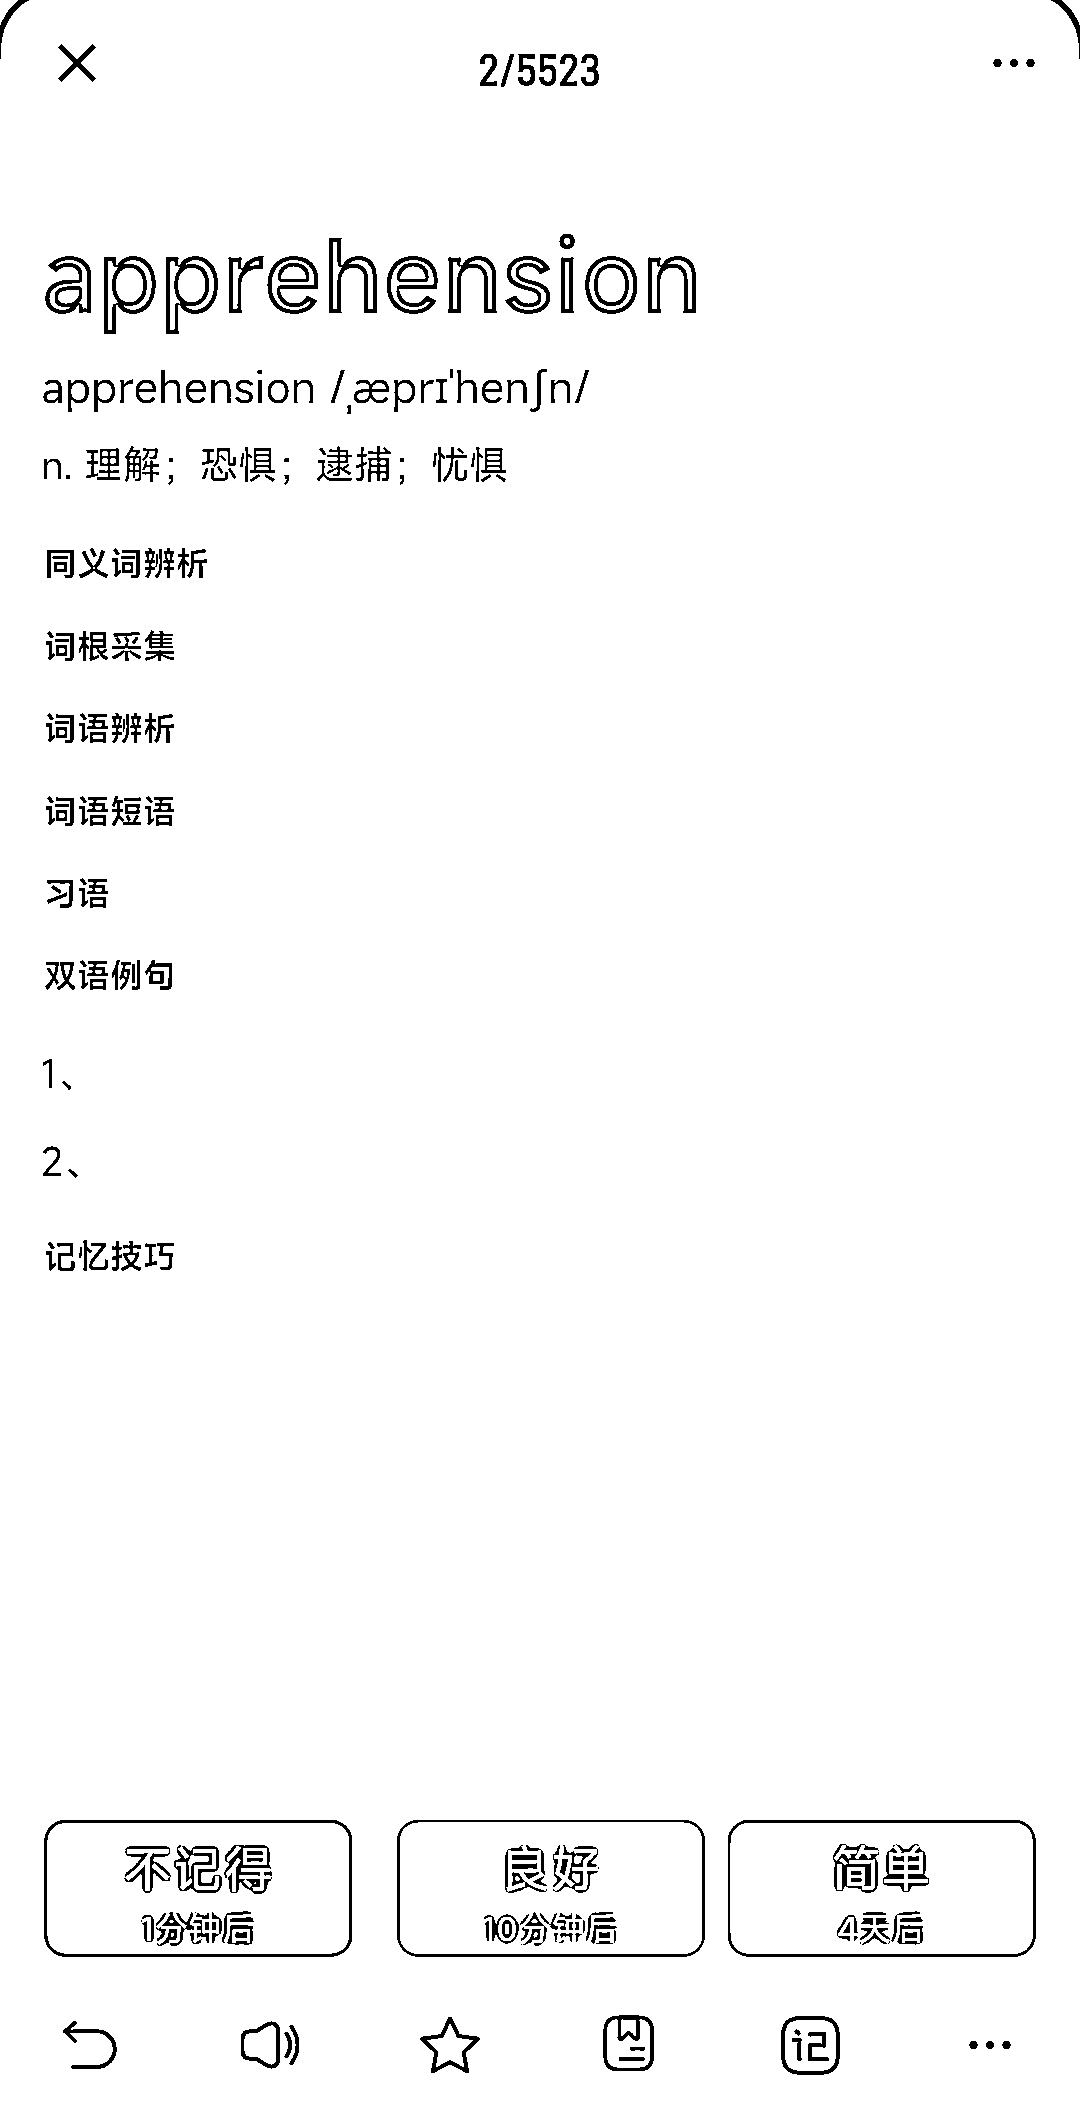 2/5523
apprehension
apprehension /ˌæprɪˈhenʃn/
n. 理解；恐惧；逮捕；忧惧
同义词辨析
词根采集
词语辨析
词语短语
习语
双语例句
1、
2、
记忆技巧
不记得 良好 简单
1分钟后 10分钟后 4天后
记